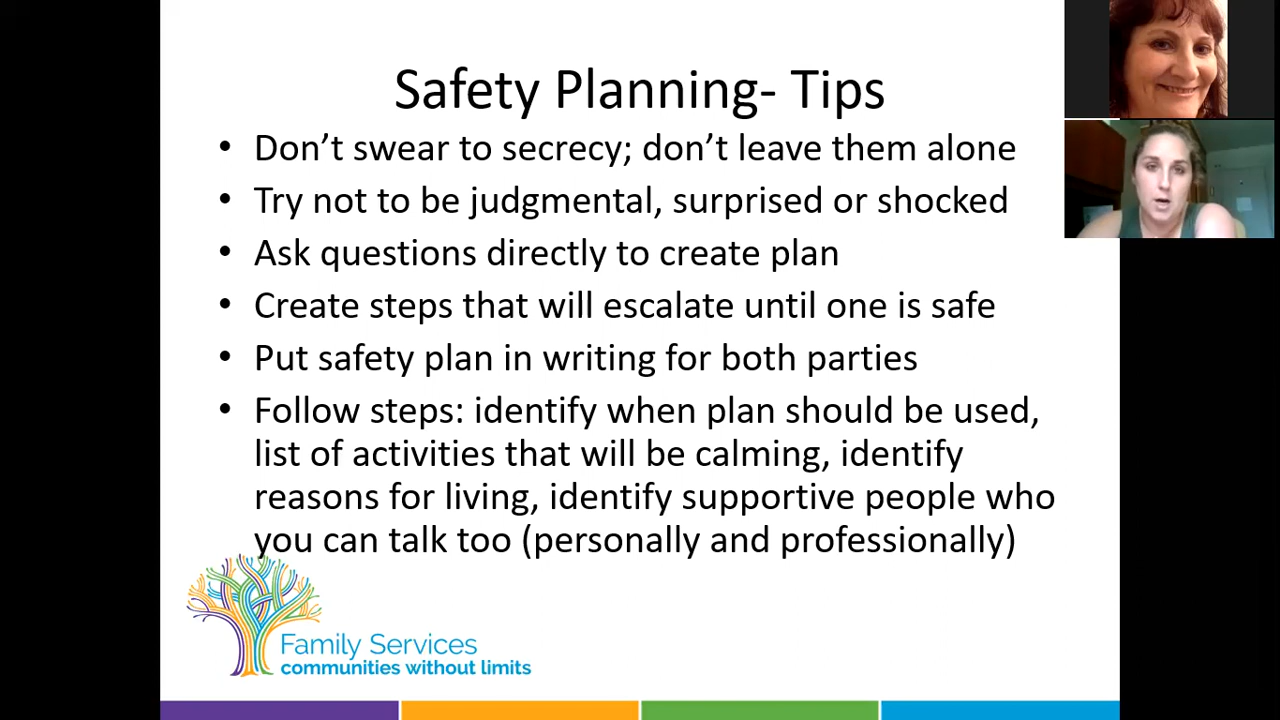 Safety Planning- Tips
• Don’t swear to secrecy; don’t leave them alone
• Try not to be judgmental, surprised or shocked
• Ask questions directly to create plan
• Create steps that will escalate until one is safe
• Put safety plan in writing for both parties
• Follow steps: identify when plan should be used,
list of activities that will be calming, identify
reasons for living, identify supportive people who
you can talk too (personally and professionally)
Family Services
communities without limits